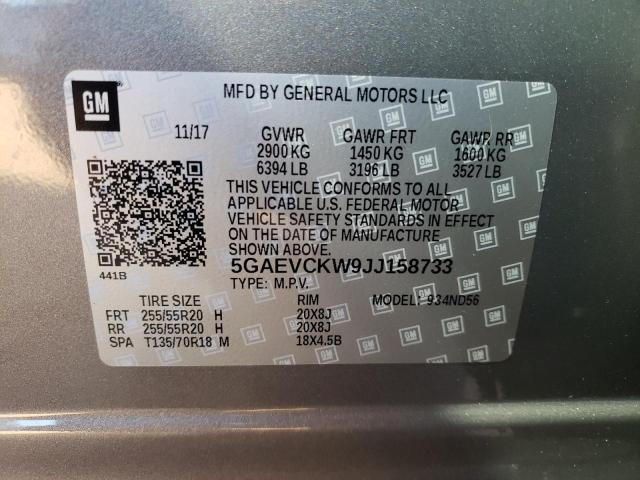 GM
MFD BY GENERAL MOTORS LLC
11/17 GVWR GAWR FRT GAWR RR
2900 KG 1450 KG 1600 KG
6394 LB 3196 LB 3527 LB
THIS VEHICLE CONFORMS TO ALL
APPLICABLE U.S. FEDERAL MOTOR
VEHICLE SAFETY STANDARDS IN EFFECT
ON THE DATE OF MANUFACTURE
SHOWN ABOVE.
441B 5GAEVCKW9JJ158733
TYPE: M.P.V.
TIRE SIZE RIM MODEL: 934ND56
FRT 255/55R20 H 20X8J
RR 255/55R20 H 20X8J
SPA T135/70R18 M 18X4.5B